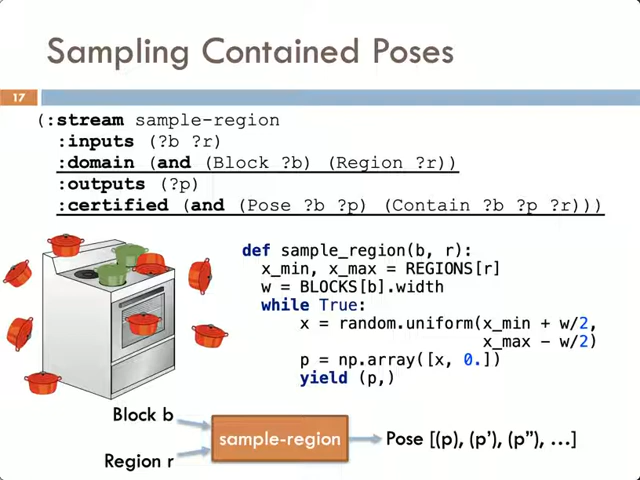 Sampling Contained Poses
17
(:stream sample-region
:inputs (?b ?r)
:domain (and (Block ?b) (Region ?r))
:outputs (?p)
:certified (and (Pose ?b ?p) (Contain ?b ?p ?r)))
def sample_region(b, r):
x_min, x_max = REGIONS[r]
w = BLOCKS[b].width
while True:
x = random.uniform(x_min + w/2,
x_max - w/2)
p = np.array([x, 0.])
yield (p,)
Block b
Region r
sample-region
Pose [(p), (p’), (p”), …]